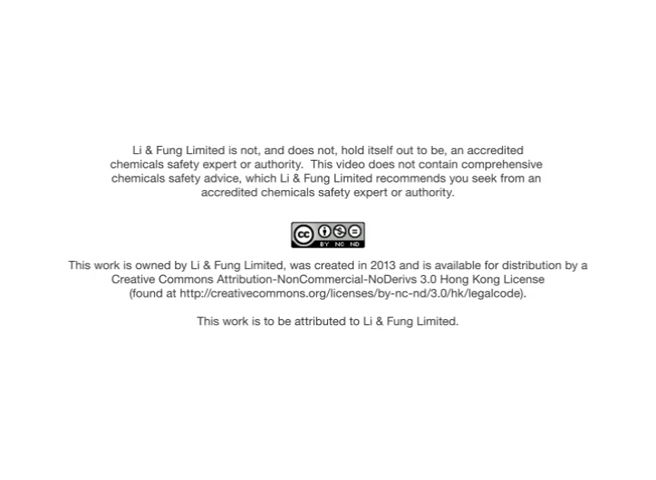 Li & Fung Limited is not, and does not, hold itself out to be, an accredited
chemicals safety expert or authority.  This video does not contain comprehensive
chemicals safety advice, which Li & Fung Limited recommends you seek from an
accredited chemicals safety expert or authority.
cc
BY NC ND
This work is owned by Li & Fung Limited, was created in 2013 and is available for distribution by a
Creative Commons Attribution-NonCommercial-NoDerivs 3.0 Hong Kong License
(found at http://creativecommons.org/licenses/by-nc-nd/3.0/hk/legalcode).
This work is to be attributed to Li & Fung Limited.